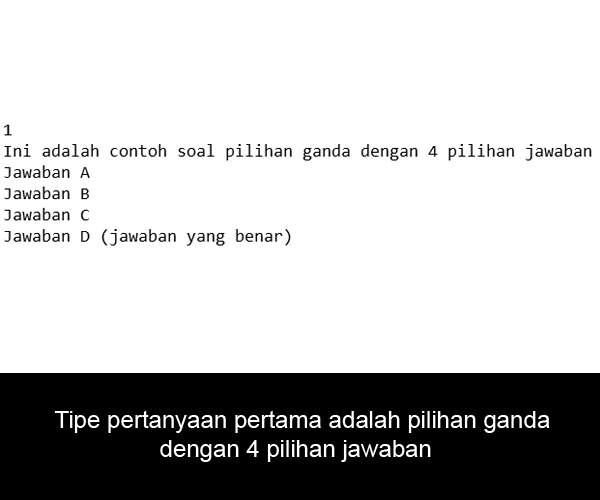 1
Ini adalah contoh soal pilihan ganda dengan 4 pilihan jawaban
Jawaban A
Jawaban B
Jawaban C
Jawaban D (jawaban yang benar)
Tipe pertanyaan pertama adalah pilihan ganda
dengan 4 pilihan jawaban